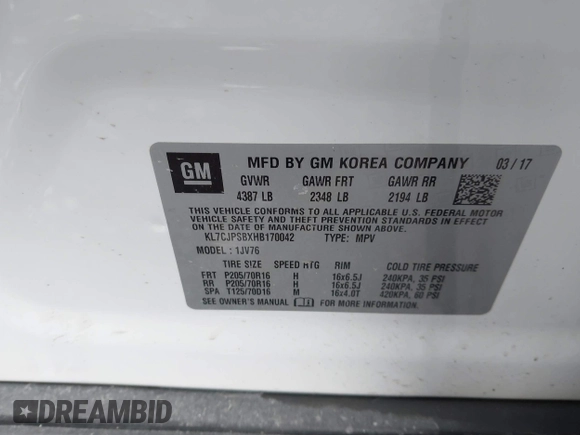 GM
MFD BY GM KOREA COMPANY 03/17
GVWR GAWR FRT GAWR RR
4387 LB 2348 LB 2194 LB
THIS VEHICLE CONFORMS TO ALL APPLICABLE U.S. FEDERAL MOTOR
VEHICLE SAFETY AND THEFT PREVENTION STANDARDS IN EFFECT
ON THE DATE OF MANUFACTURE SHOWN ABOVE.
KL7CJPSBXHB170042 TYPE: MPV
MODEL: 1JV76
TIRE SIZE SPEED RTG RIM COLD TIRE PRESSURE
FRT P205/70R16 H 16x6.5J 240KPA, 35 PSI
RR P205/70R16 H 16x6.5J 240KPA, 35 PSI
SPA T125/70D16 M 16x4.0T 420KPA, 60 PSI
SEE OWNER'S MANUAL FOR MORE INFORMATION.
DREAMBID